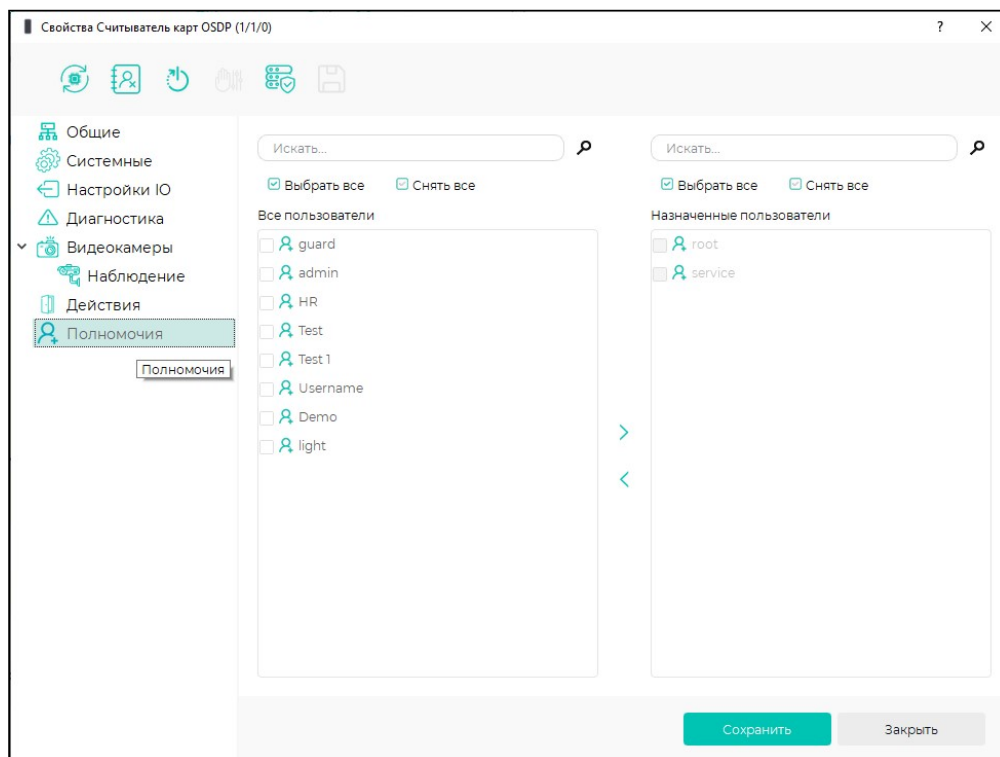 Свойства Считыватель карт OSDP (1/1/0)
?
Общие
Системные
Настройки IO
Диагностика
Видеокамеры
Наблюдение
Действия
Полномочия
Полномочия
Искать...
Выбрать все Снять все
Все пользователи
guard
admin
HR
Test
Test 1
Username
Demo
light
Искать...
Выбрать все Снять все
Назначенные пользователи
root
service
Сохранить Закрыть